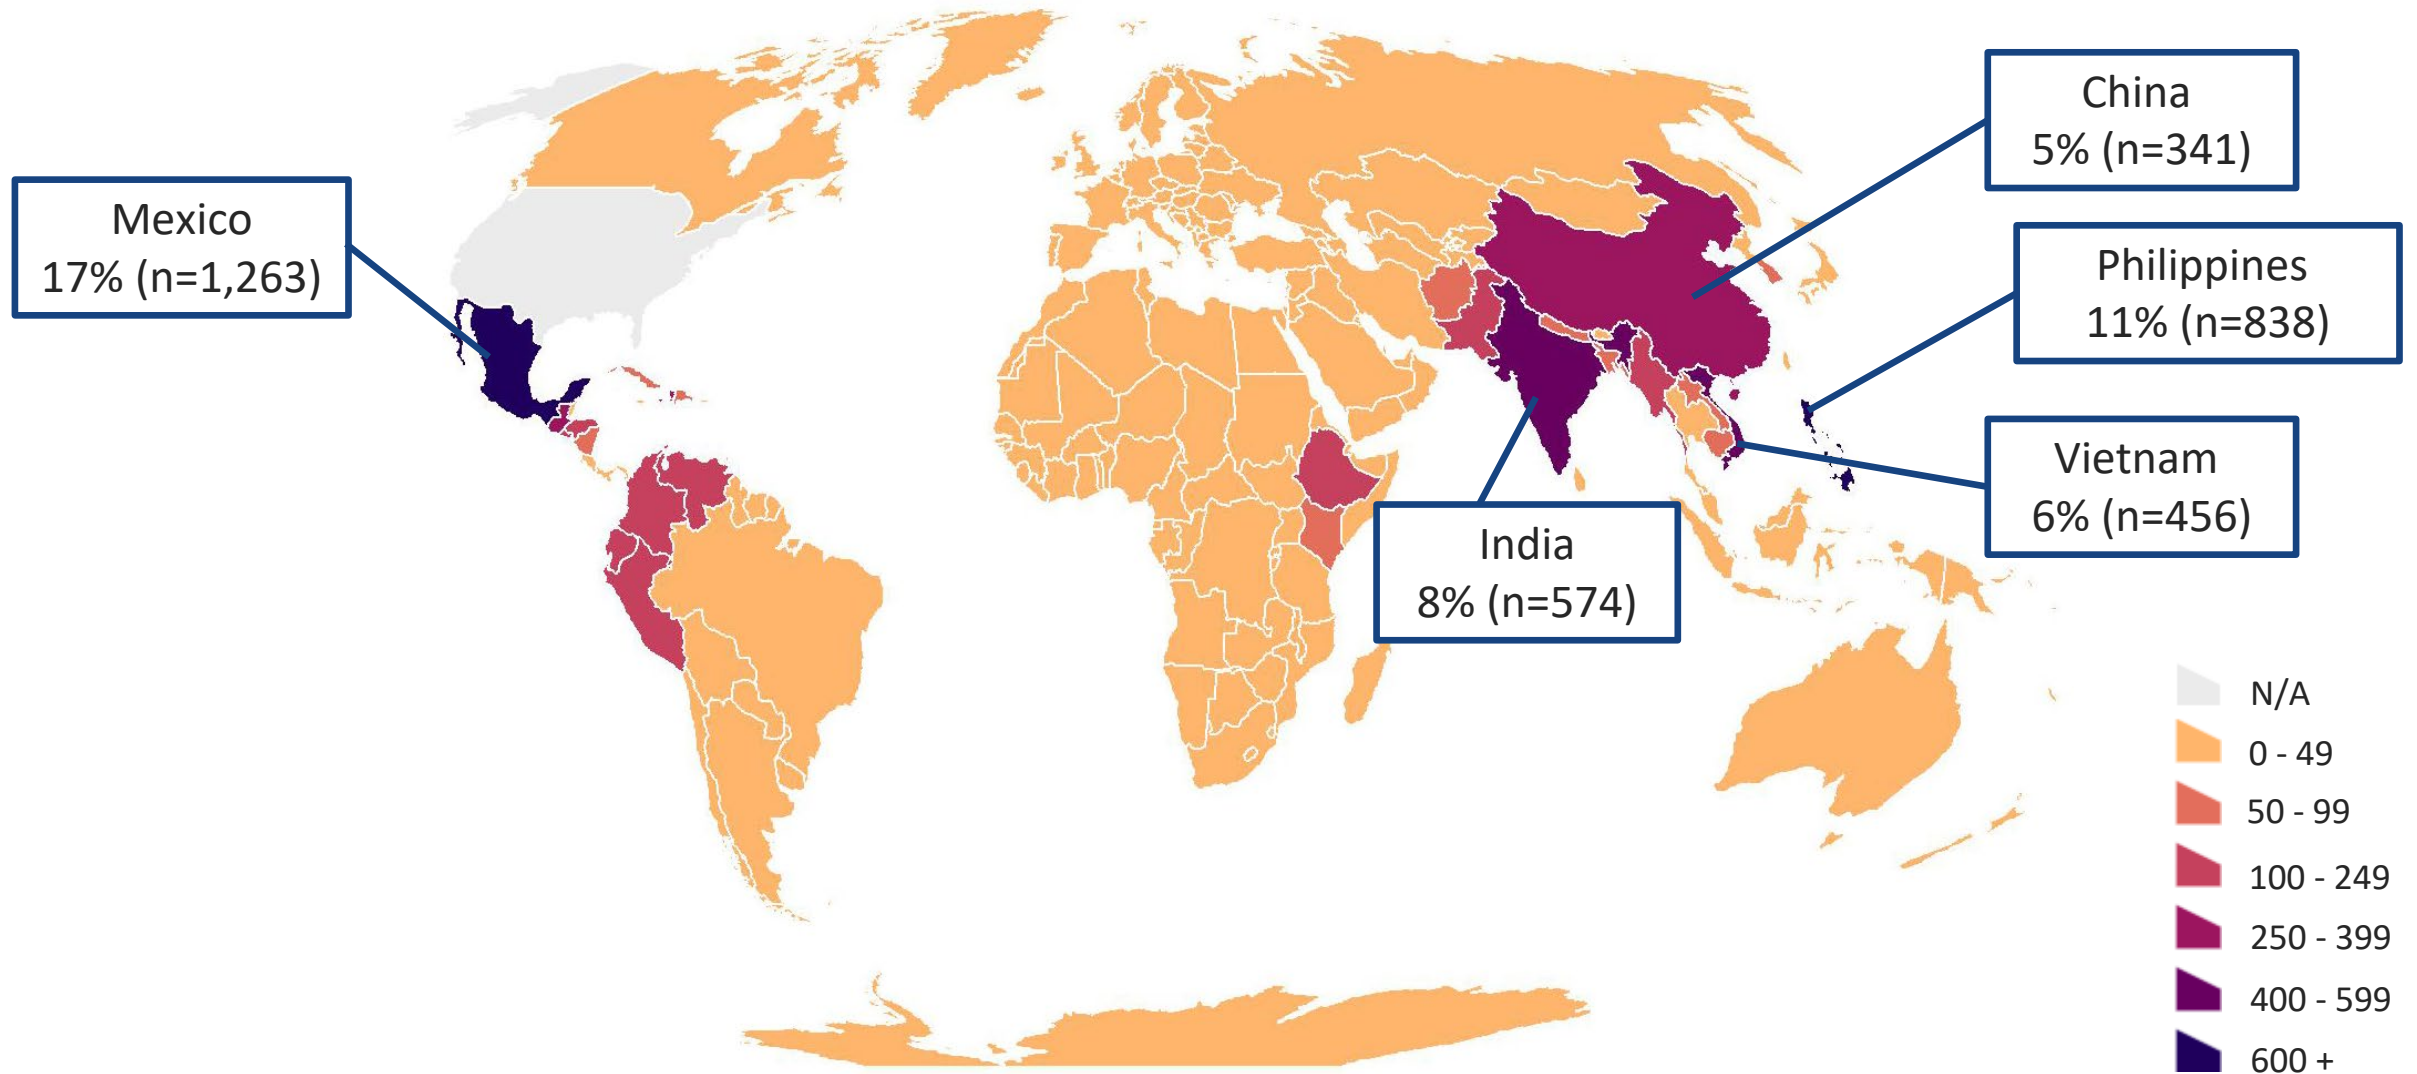 China
5% (n=341)
Mexico
17% (n=1,263)
Philippines
11% (n=838)
Vietnam
6% (n=456)
India
8% (n=574)
N/A
0 - 49
50 - 99
100 - 249
250 - 399
400 - 599
600 +